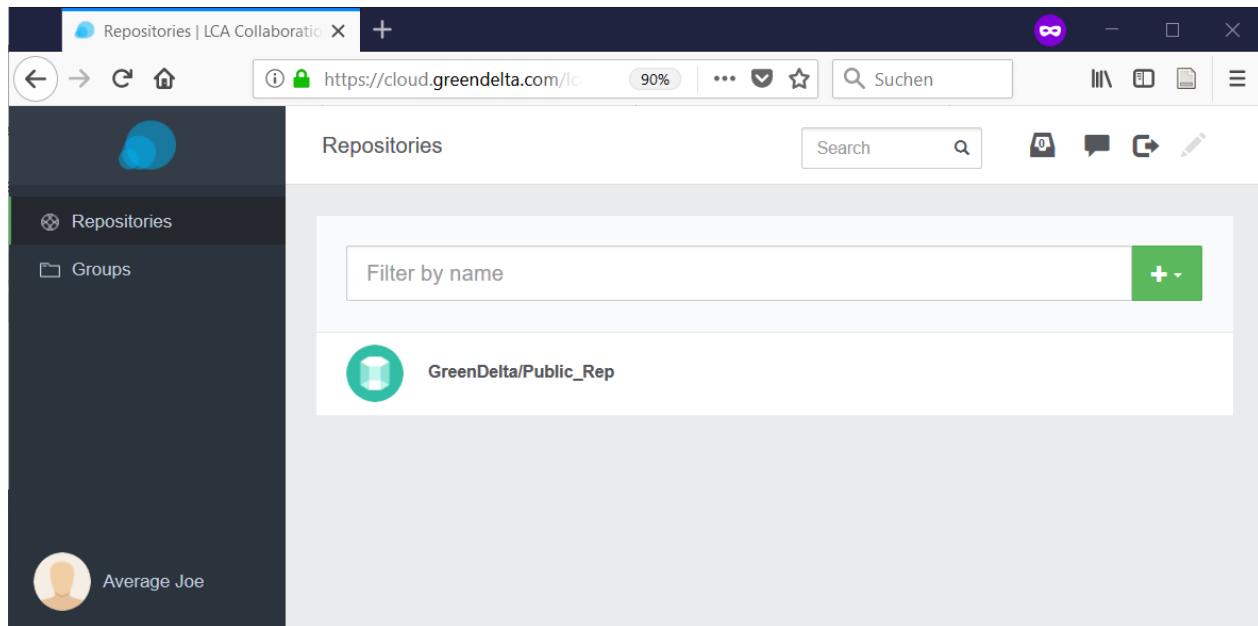 Repositories | LCA Collaboratio
https://cloud.greendelta.com/lc
90%
Suchen
Repositories
Search
0
Repositories
Groups
Filter by name
GreenDelta/Public_Rep
Average Joe